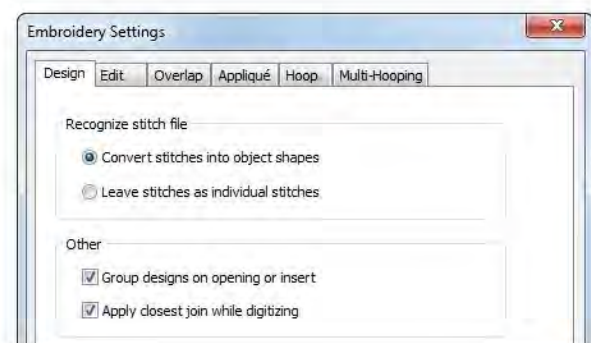 Embroidery Settings
Design Edit Overlap Appliqué Hoop Multi-Hooping
Recognize stitch file
Convert stitches into object shapes
Leave stitches as individual stitches
Other
Group designs on opening or insert
Apply closest join while digitizing